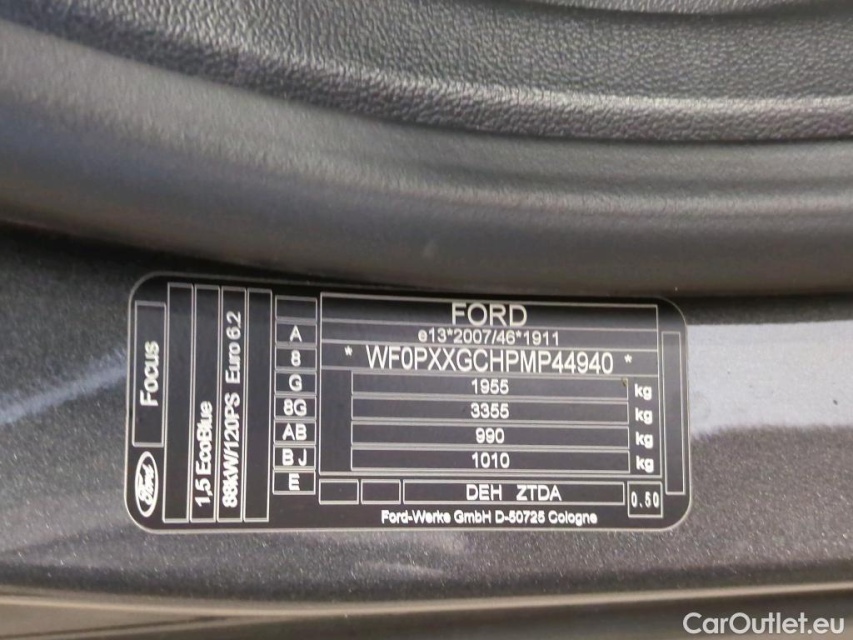 FORD
e13*2007/46*1911
* WF0PXXGCHPMP44940 *
1955 kg
3355 kg
990 kg
1010 kg
DEH ZTDA 0.50
Ford-Werke GmbH D-50725 Cologne
A
8
G
8G
AB
BJ
E
Focus
Ford
1,5 EcoBlue
88kW/120PS Euro 6.2
CarOutlet.eu